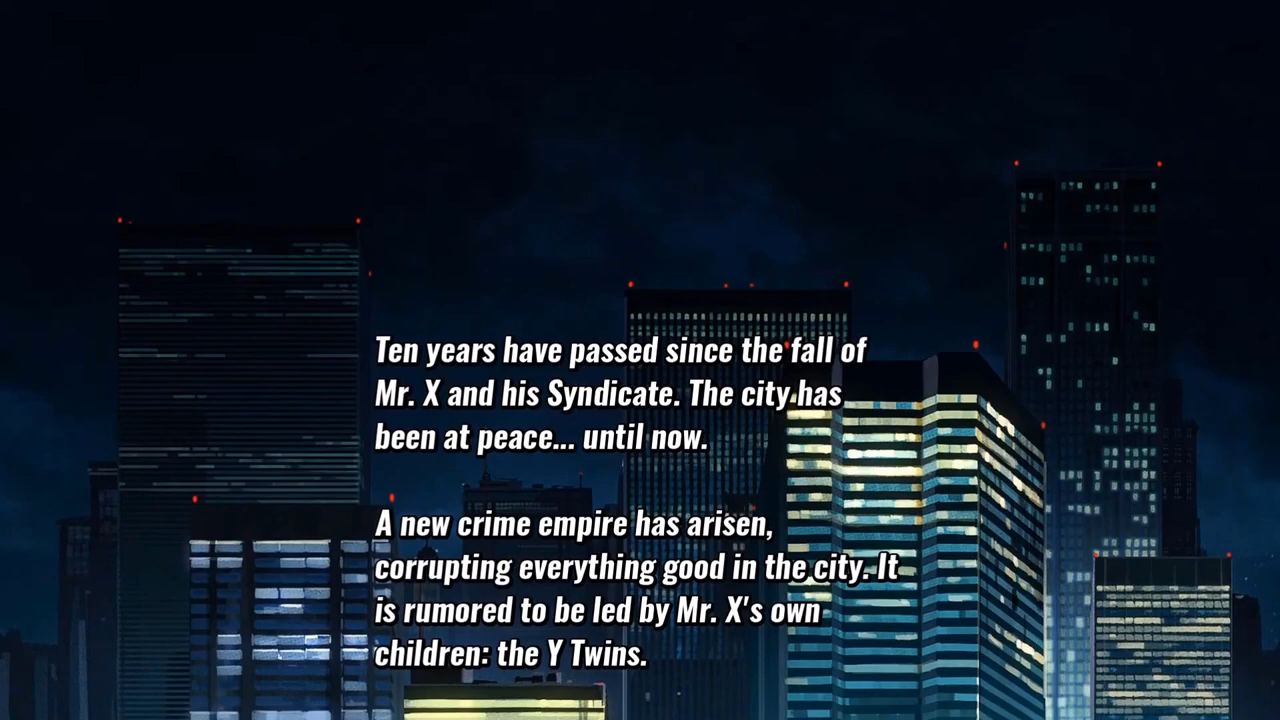 Ten years have passed since the fall of
Mr. X and his Syndicate. The city has
been at peace... until now.
A new crime empire has arisen,
corrupting everything good in the city. It
is rumored to be led by Mr. X's own
children: the Y Twins.